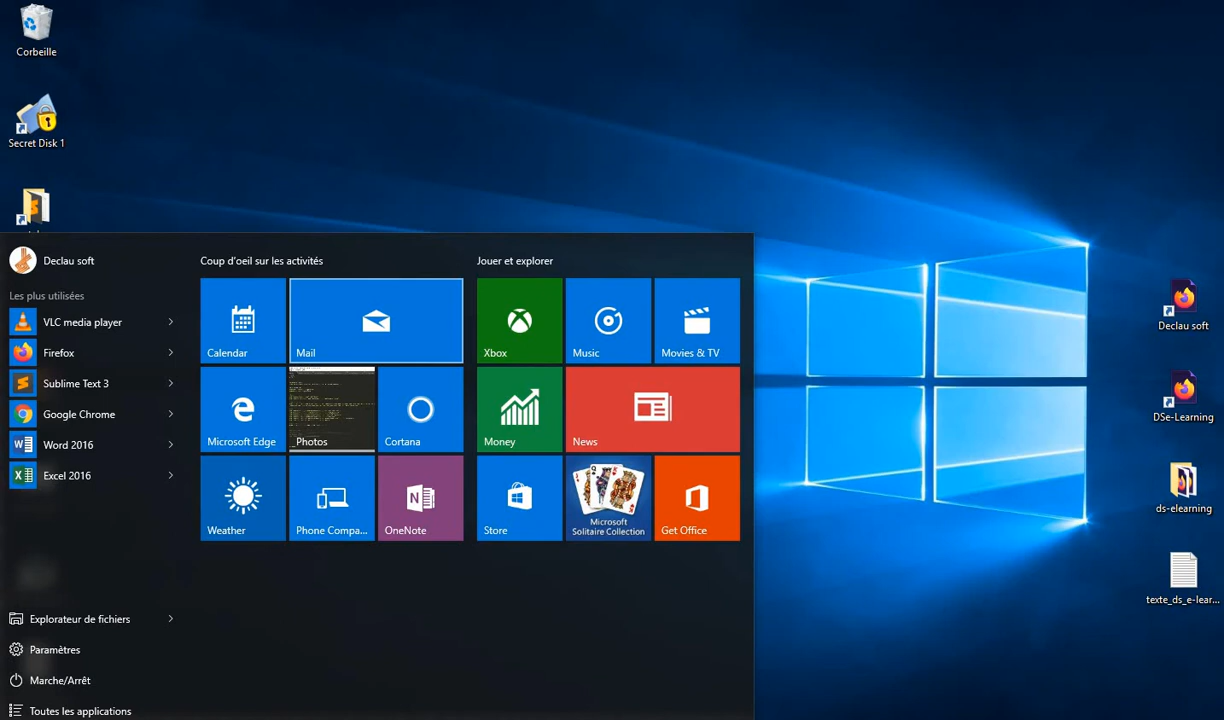 Corbeille
Secret Disk 1
Declau soft
Les plus utilisées
VLC media player
Firefox
Sublime Text 3
Google Chrome
Word 2016
Excel 2016
Explorateur de fichiers
Paramètres
Marche/Arrêt
Toutes les applications
Coup d'oeil sur les activités
Calendar
Mail
Microsoft Edge
Photos
Cortana
Weather
Phone Compa...
OneNote
Jouer et explorer
Xbox
Music
Movies & TV
Money
News
Store
Microsoft
Solitaire Collection
Get Office
Declau soft
DSe-Learning
ds-elearning
texte_ds_e-lear...